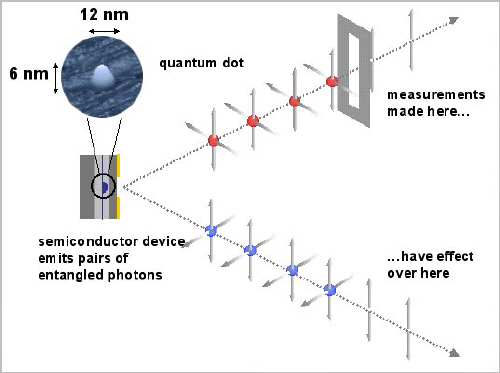 12 nm
6 nm
quantum dot
measurements
made here...
semiconductor device
emits pairs of
entangled photons
...have effect
over here